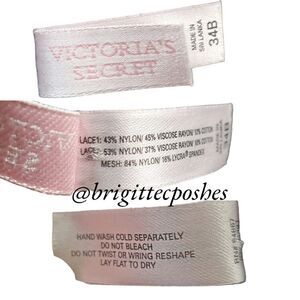 VICTORIA'S
SECRET
MADE IN
SRI LANKA
34B
LACE1: 43% NYLON/ 45% VISCOSE RAYON/ 12% COTTON
LACE2: 53% NYLON/ 37% VISCOSE RAYON/ 10% COTTON
MESH: 84% NYLON/ 16% LYCRA® SPANDEX
34B
@brigittecposhes
HAND WASH COLD SEPARATELY
DO NOT BLEACH
DO NOT TWIST OR WRING RESHAPE
LAY FLAT TO DRY